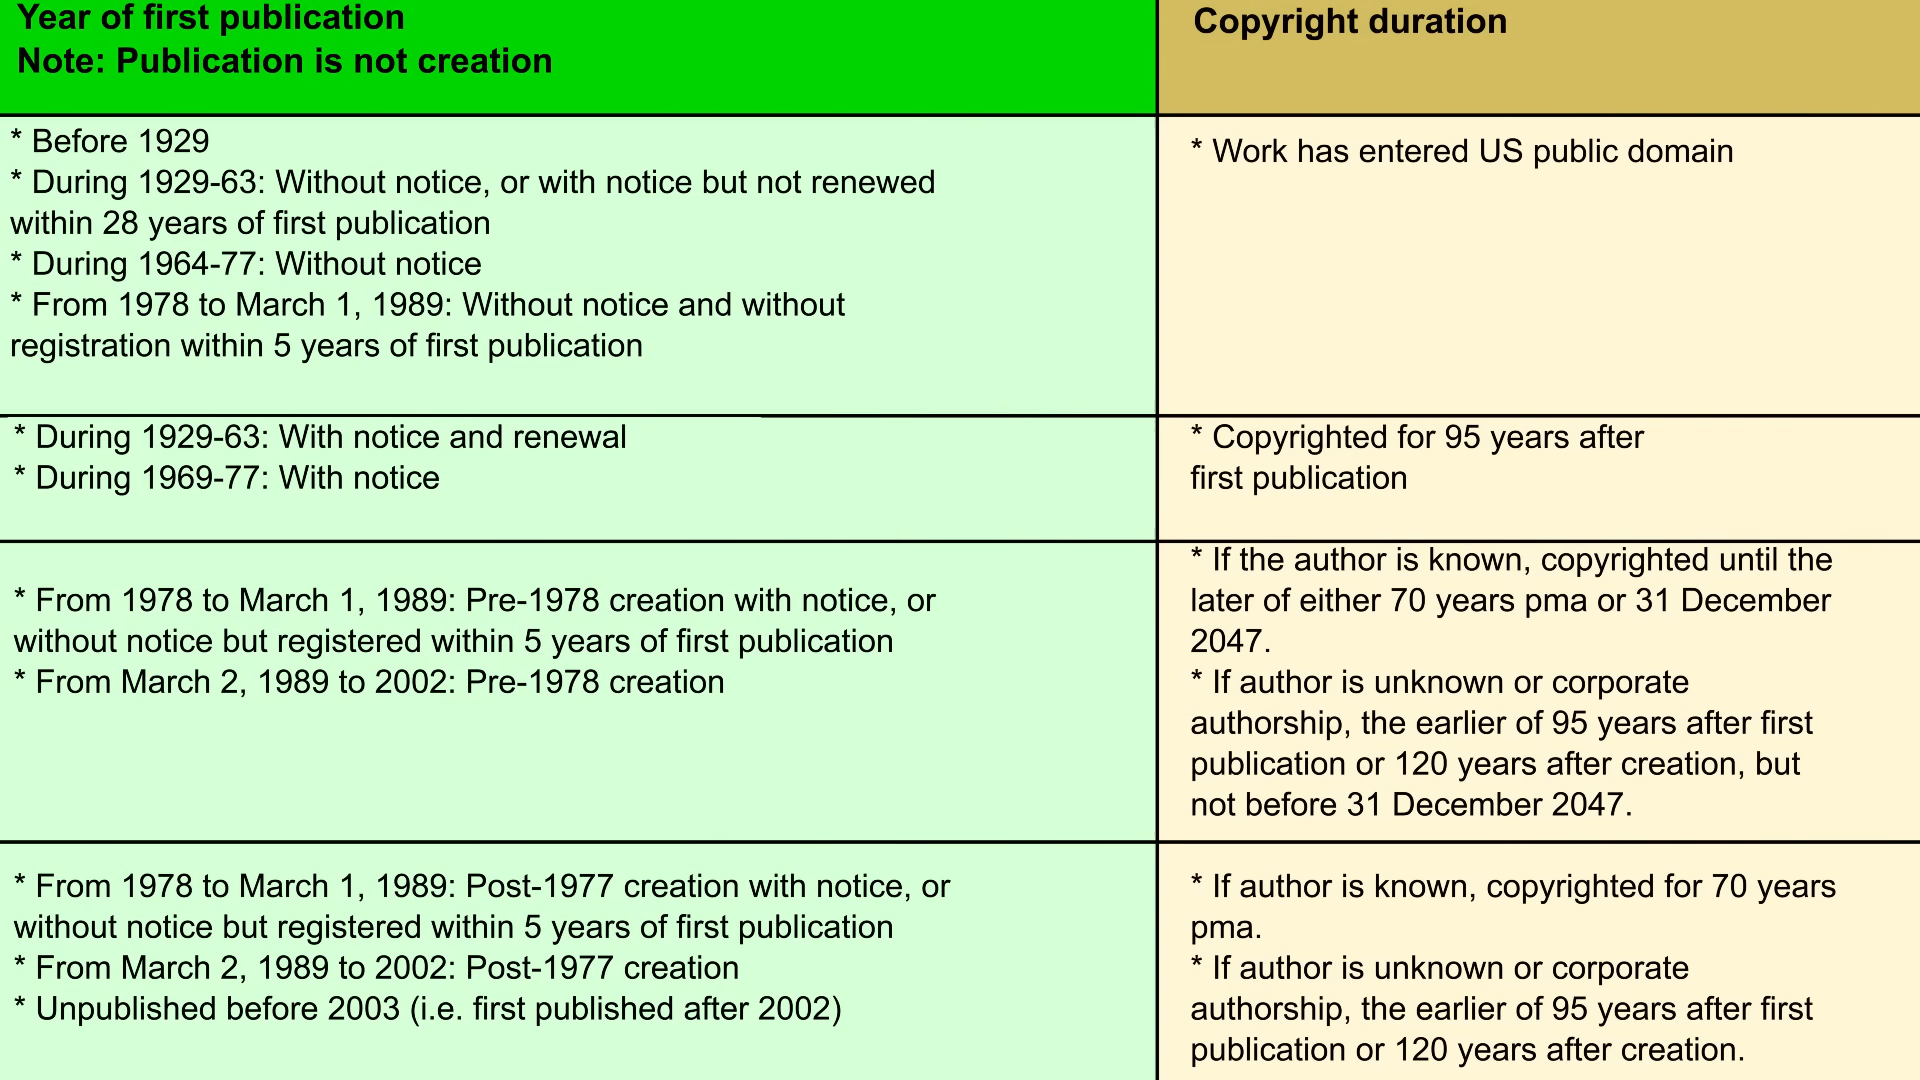 Year of first publication
Note: Publication is not creation
Copyright duration
* Before 1929
* During 1929-63: Without notice, or with notice but not renewed
within 28 years of first publication
* During 1964-77: Without notice
* From 1978 to March 1, 1989: Without notice and without
registration within 5 years of first publication
* Work has entered US public domain
* During 1929-63: With notice and renewal
* During 1969-77: With notice
* Copyrighted for 95 years after
first publication
* From 1978 to March 1, 1989: Pre-1978 creation with notice, or
without notice but registered within 5 years of first publication
* From March 2, 1989 to 2002: Pre-1978 creation
* If the author is known, copyrighted until the
later of either 70 years pma or 31 December
2047.
* If author is unknown or corporate
authorship, the earlier of 95 years after first
publication or 120 years after creation, but
not before 31 December 2047.
* From 1978 to March 1, 1989: Post-1977 creation with notice, or
without notice but registered within 5 years of first publication
* From March 2, 1989 to 2002: Post-1977 creation
* Unpublished before 2003 (i.e. first published after 2002)
* If author is known, copyrighted for 70 years
pma.
* If author is unknown or corporate
authorship, the earlier of 95 years after first
publication or 120 years after creation.